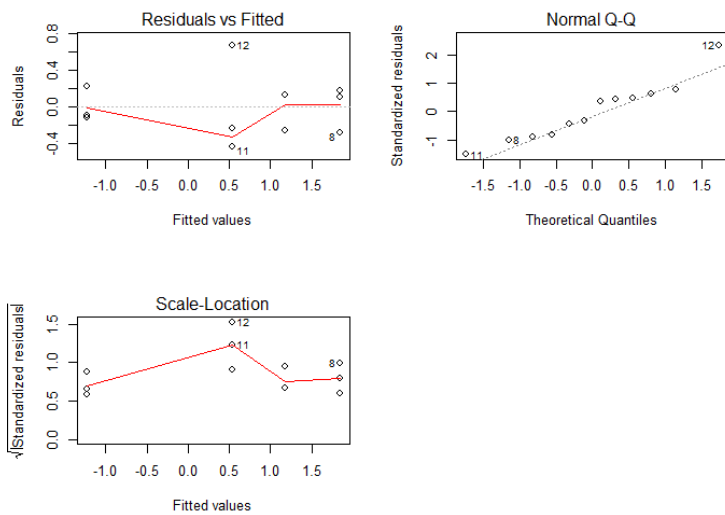 Residuals vs Fitted
Residuals
0.8
0.4
0.0
-0.4
12
11
8
-1.0 -0.5 0.0 0.5 1.0 1.5
Fitted values
Normal Q-Q
Standardized residuals
2
1
0
-1
12
11
8
-1.5 -0.5 0.0 0.5 1.0 1.5
Theoretical Quantiles
Scale-Location
√|Standardized residuals|
1.5
1.0
0.5
0.0
12
11
8
-1.0 -0.5 0.0 0.5 1.0 1.5
Fitted values